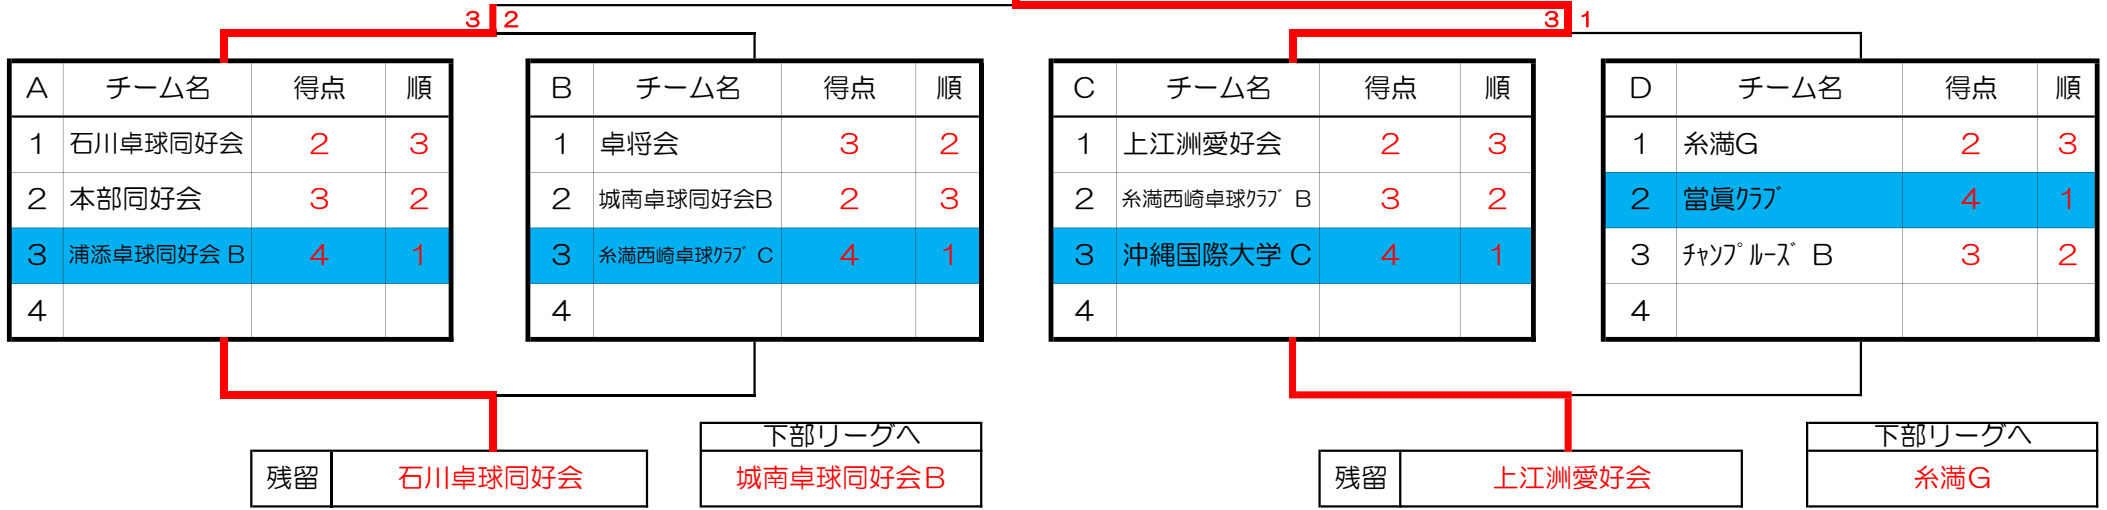 3 2
3 1
A チーム名 得点 順
1 石川卓球同好会 2 3
2 本部同好会 3 2
3 浦添卓球同好会 B 4 1
4
B チーム名 得点 順
1 卓将会 3 2
2 城南卓球同好会B 2 3
3 糸満西崎卓球ｸﾗﾌﾞ C 4 1
4
C チーム名 得点 順
1 上江洲愛好会 2 3
2 糸満西崎卓球ｸﾗﾌﾞ B 3 2
3 沖縄国際大学 C 4 1
4
D チーム名 得点 順
1 糸満G 2 3
2 當眞ｸﾗﾌﾞ 4 1
3 ﾁｬﾝﾌﾟﾙｰｽﾞ B 3 2
4
残留 石川卓球同好会
下部リーグへ
城南卓球同好会B
残留 上江洲愛好会
下部リーグへ
糸満G